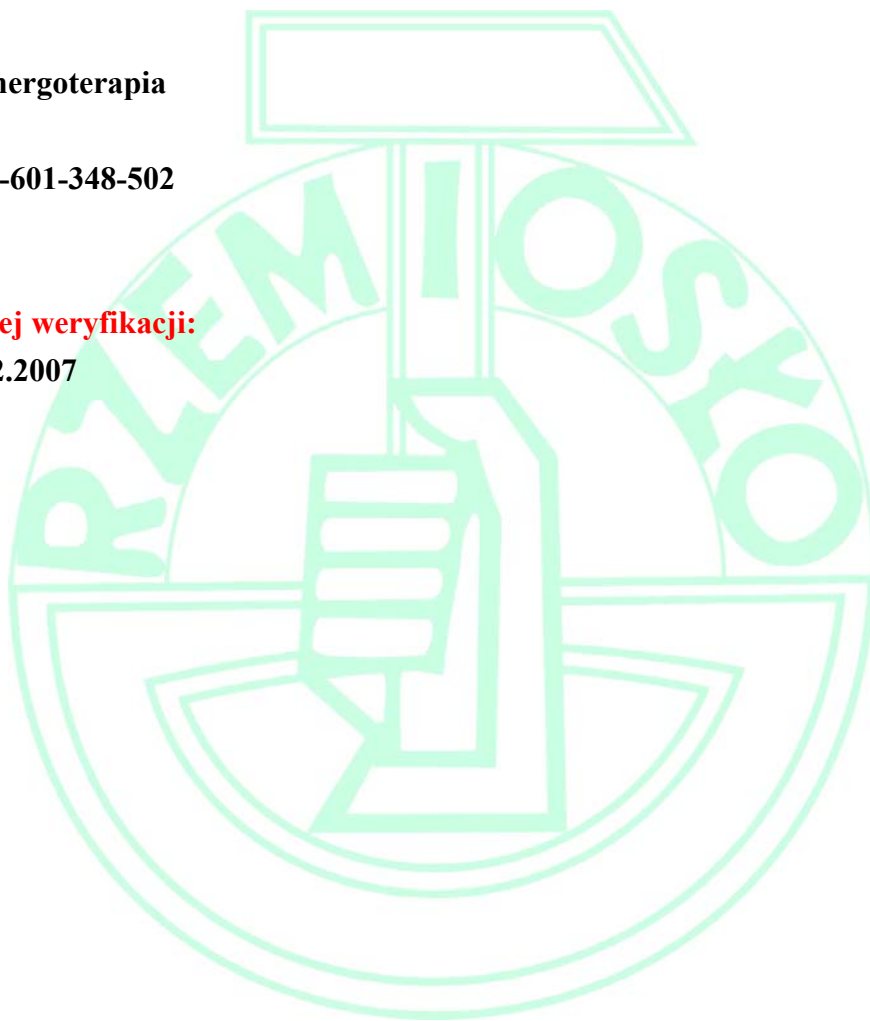 nergoterapia
-601-348-502
ej weryfikacji:
2.2007
RZEMIOSŁO